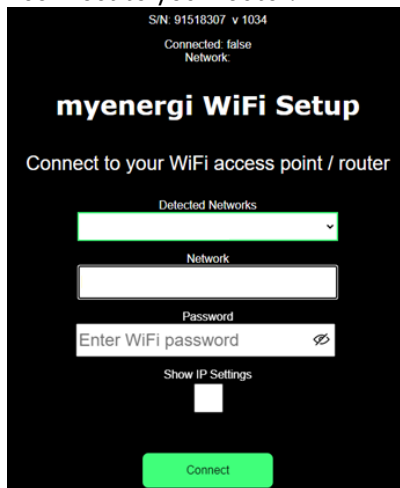 S/N: 91518307 v 1034
Connected: false
Network:
myenergi WiFi Setup
Connect to your WiFi access point / router
Detected Networks
Network
Password
Enter WiFi password
Show IP Settings
Connect